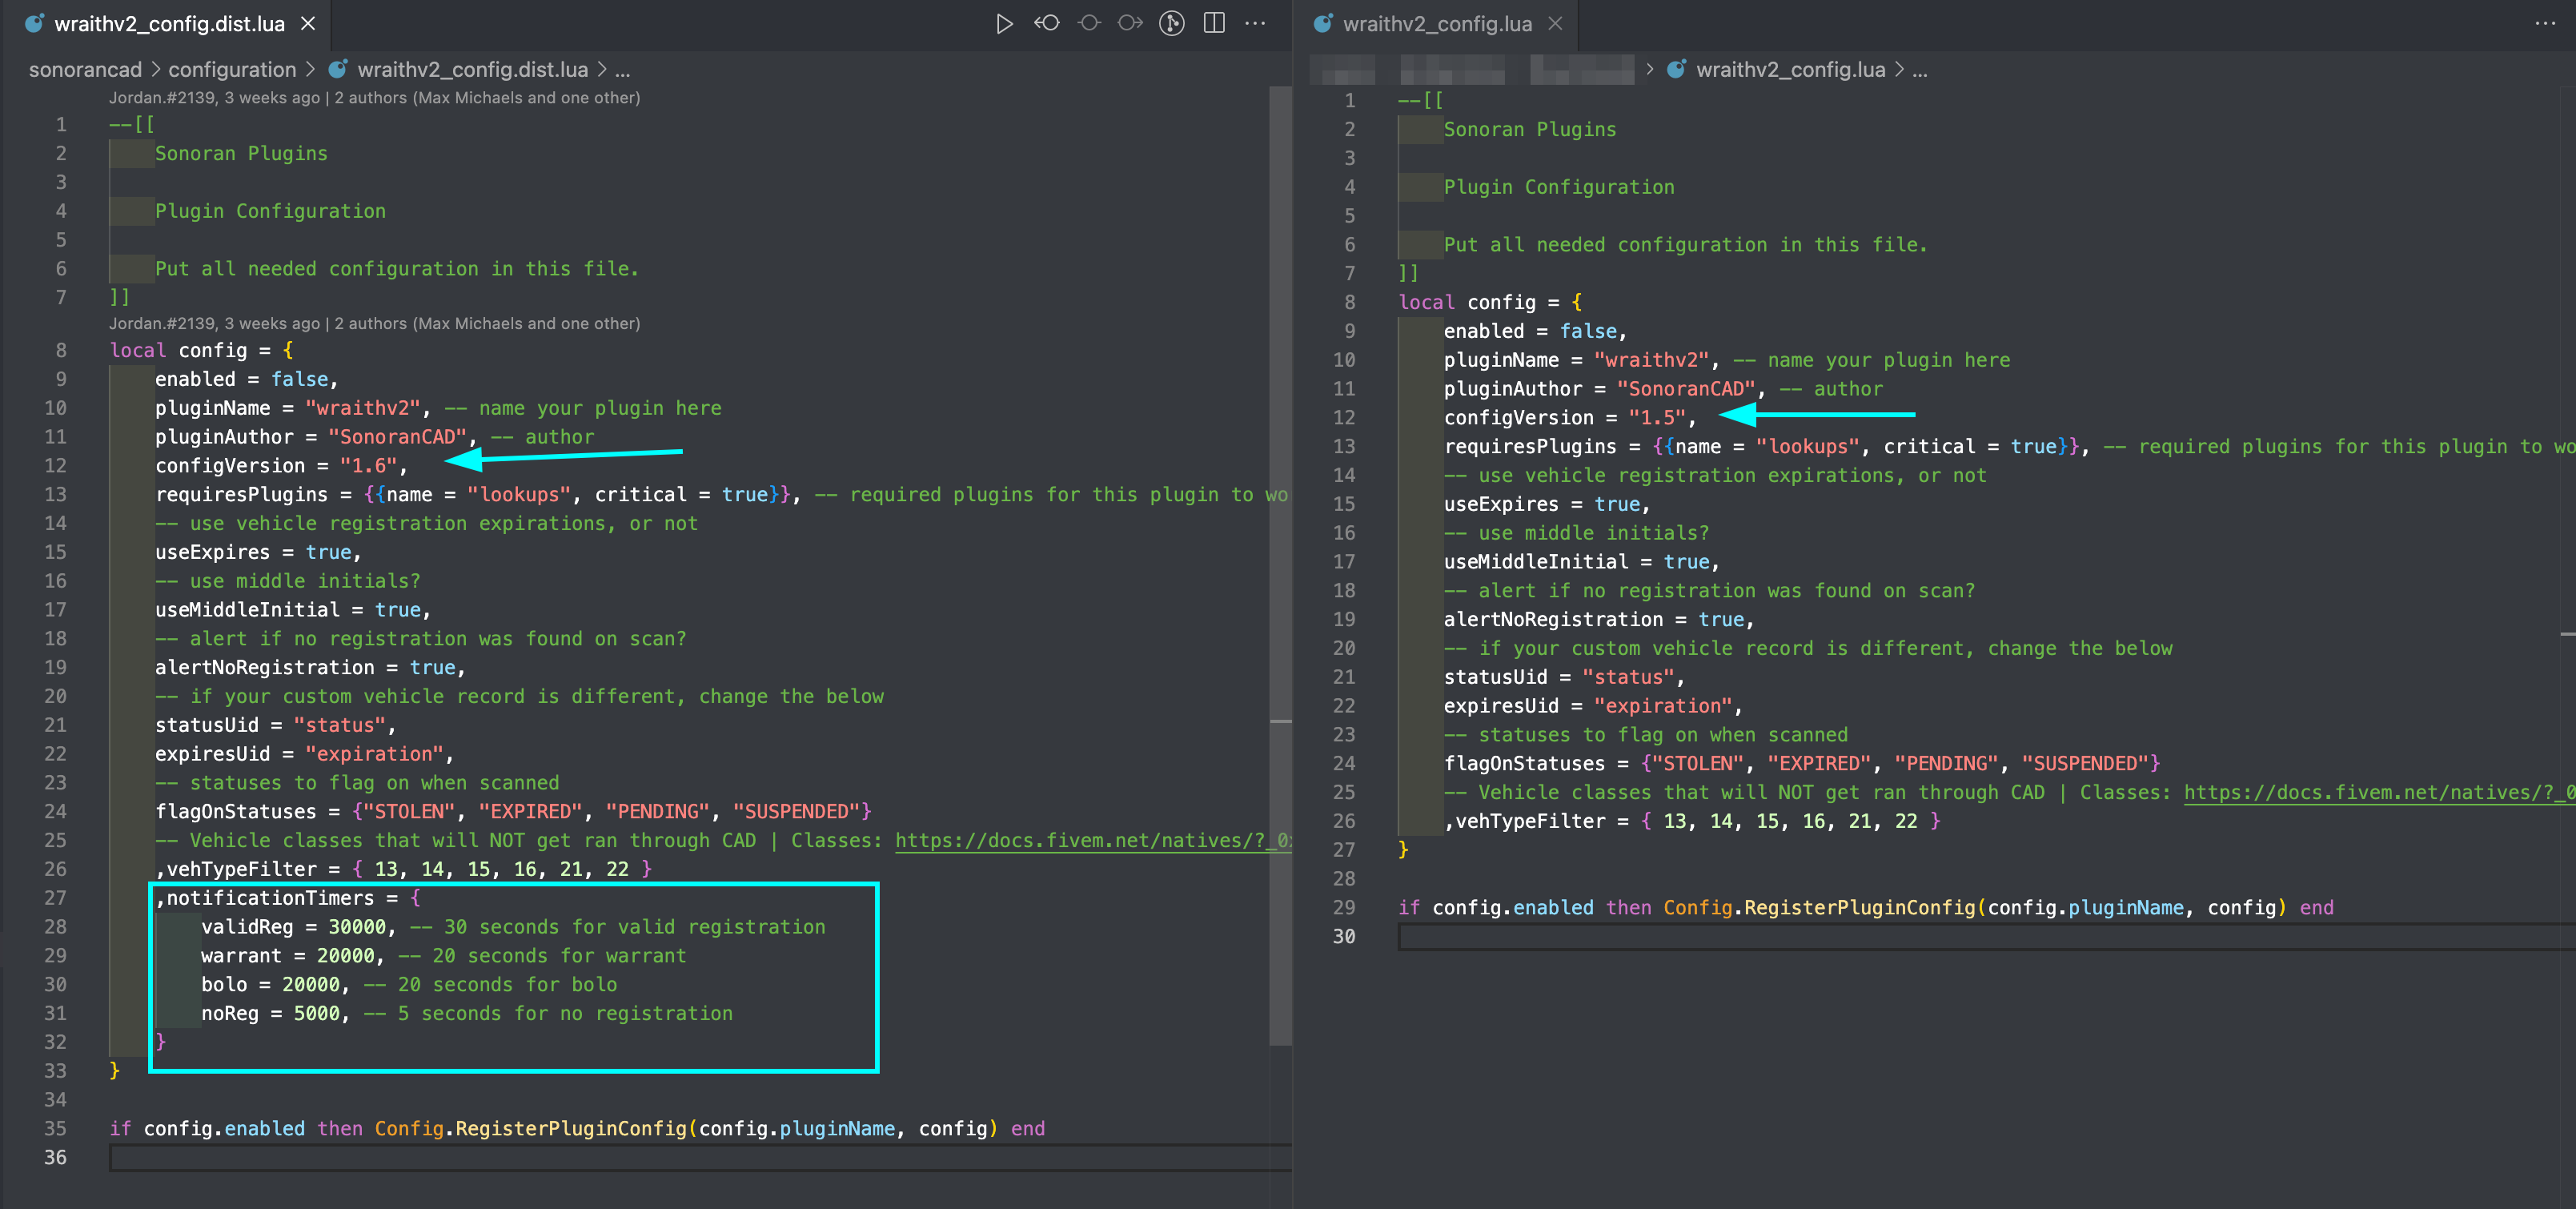 wraithv2_config.dist.lua
sonorancad > configuration > wraithv2_config.dist.lua > ...
Jordan.#2139, 3 weeks ago | 2 authors (Max Michaels and one other)
1 --[[
2 Sonoran Plugins
3
4 Plugin Configuration
5
6 Put all needed configuration in this file.
7 ]]
Jordan.#2139, 3 weeks ago | 2 authors (Max Michaels and one other)
8 local config = {
9 enabled = false,
10 pluginName = "wraithv2", -- name your plugin here
11 pluginAuthor = "SonoranCAD", -- author
12 configVersion = "1.6",
13 requiresPlugins = {{name = "lookups", critical = true}}, -- required plugins for this plugin to wo
14 -- use vehicle registration expirations, or not
15 useExpires = true,
16 -- use middle initials?
17 useMiddleInitial = true,
18 -- alert if no registration was found on scan?
19 alertNoRegistration = true,
20 -- if your custom vehicle record is different, change the below
21 statusUid = "status",
22 expiresUid = "expiration",
23 -- statuses to flag on when scanned
24 flagOnStatuses = {"STOLEN", "EXPIRED", "PENDING", "SUSPENDED"}
25 -- Vehicle classes that will NOT get ran through CAD | Classes: https://docs.fivem.net/natives/?_0
26 ,vehTypeFilter = { 13, 14, 15, 16, 21, 22 }
27 ,notificationTimers = {
28 validReg = 30000, -- 30 seconds for valid registration
29 warrant = 20000, -- 20 seconds for warrant
30 bolo = 20000, -- 20 seconds for bolo
31 noReg = 5000, -- 5 seconds for no registration
32 }
33 }
34
35 if config.enabled then Config.RegisterPluginConfig(config.pluginName, config) end
36
wraithv2_config.lua
> wraithv2_config.lua > ...
1 --[[
2 Sonoran Plugins
3
4 Plugin Configuration
5
6 Put all needed configuration in this file.
7 ]]
8 local config = {
9 enabled = false,
10 pluginName = "wraithv2", -- name your plugin here
11 pluginAuthor = "SonoranCAD", -- author
12 configVersion = "1.5",
13 requiresPlugins = {{name = "lookups", critical = true}}, -- required plugins for this plugin to wo
14 -- use vehicle registration expirations, or not
15 useExpires = true,
16 -- use middle initials?
17 useMiddleInitial = true,
18 -- alert if no registration was found on scan?
19 alertNoRegistration = true,
20 -- if your custom vehicle record is different, change the below
21 statusUid = "status",
22 expiresUid = "expiration",
23 -- statuses to flag on when scanned
24 flagOnStatuses = {"STOLEN", "EXPIRED", "PENDING", "SUSPENDED"}
25 -- Vehicle classes that will NOT get ran through CAD | Classes: https://docs.fivem.net/natives/?_0
26 ,vehTypeFilter = { 13, 14, 15, 16, 21, 22 }
27 }
28
29 if config.enabled then Config.RegisterPluginConfig(config.pluginName, config) end
30